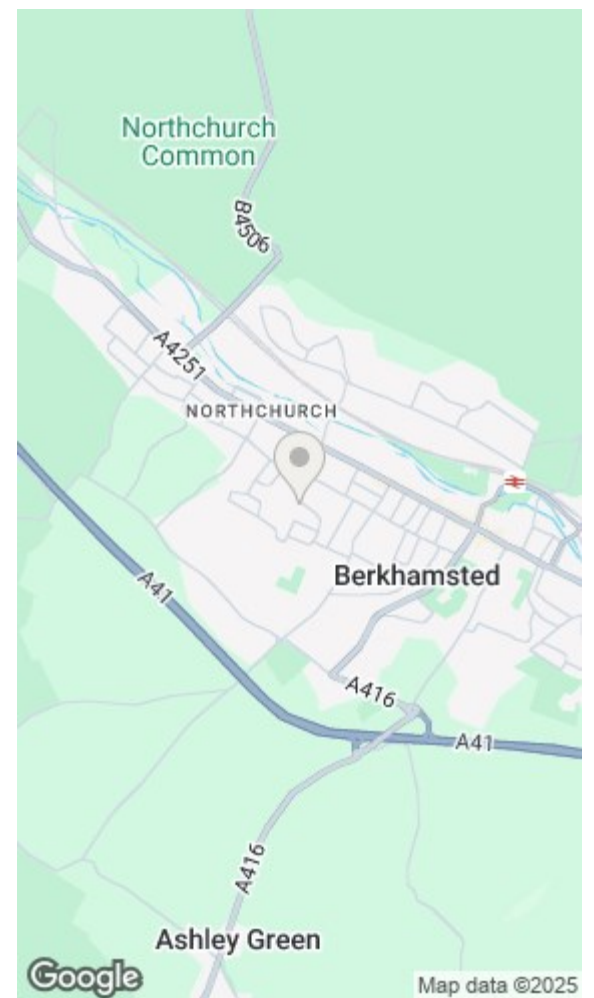 Northchurch
Common
B4506
A4251
NORTHCHURCH
Berkhamsted
A41
A416
A41
A416
Ashley Green
Google
Map data ©2025